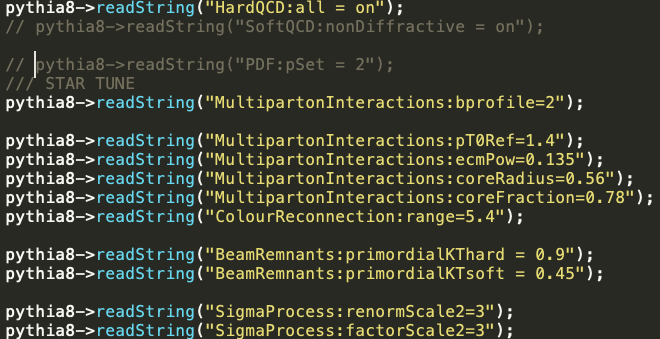 pythia8->readString("HardQCD:all = on");
// pythia8->readString("SoftQCD:nonDiffractive = on");
// pythia8->readString("PDF:pSet = 2");
/// STAR TUNE
pythia8->readString("MultipartonInteractions:bprofile=2");
pythia8->readString("MultipartonInteractions:pT0Ref=1.4");
pythia8->readString("MultipartonInteractions:ecmPow=0.135");
pythia8->readString("MultipartonInteractions:coreRadius=0.56");
pythia8->readString("MultipartonInteractions:coreFraction=0.78");
pythia8->readString("ColourReconnection:range=5.4");
pythia8->readString("BeamRemnants:primordialKThard = 0.9");
pythia8->readString("BeamRemnants:primordialKTsoft = 0.45");
pythia8->readString("SigmaProcess:renormScale2=3");
pythia8->readString("SigmaProcess:factorScale2=3");